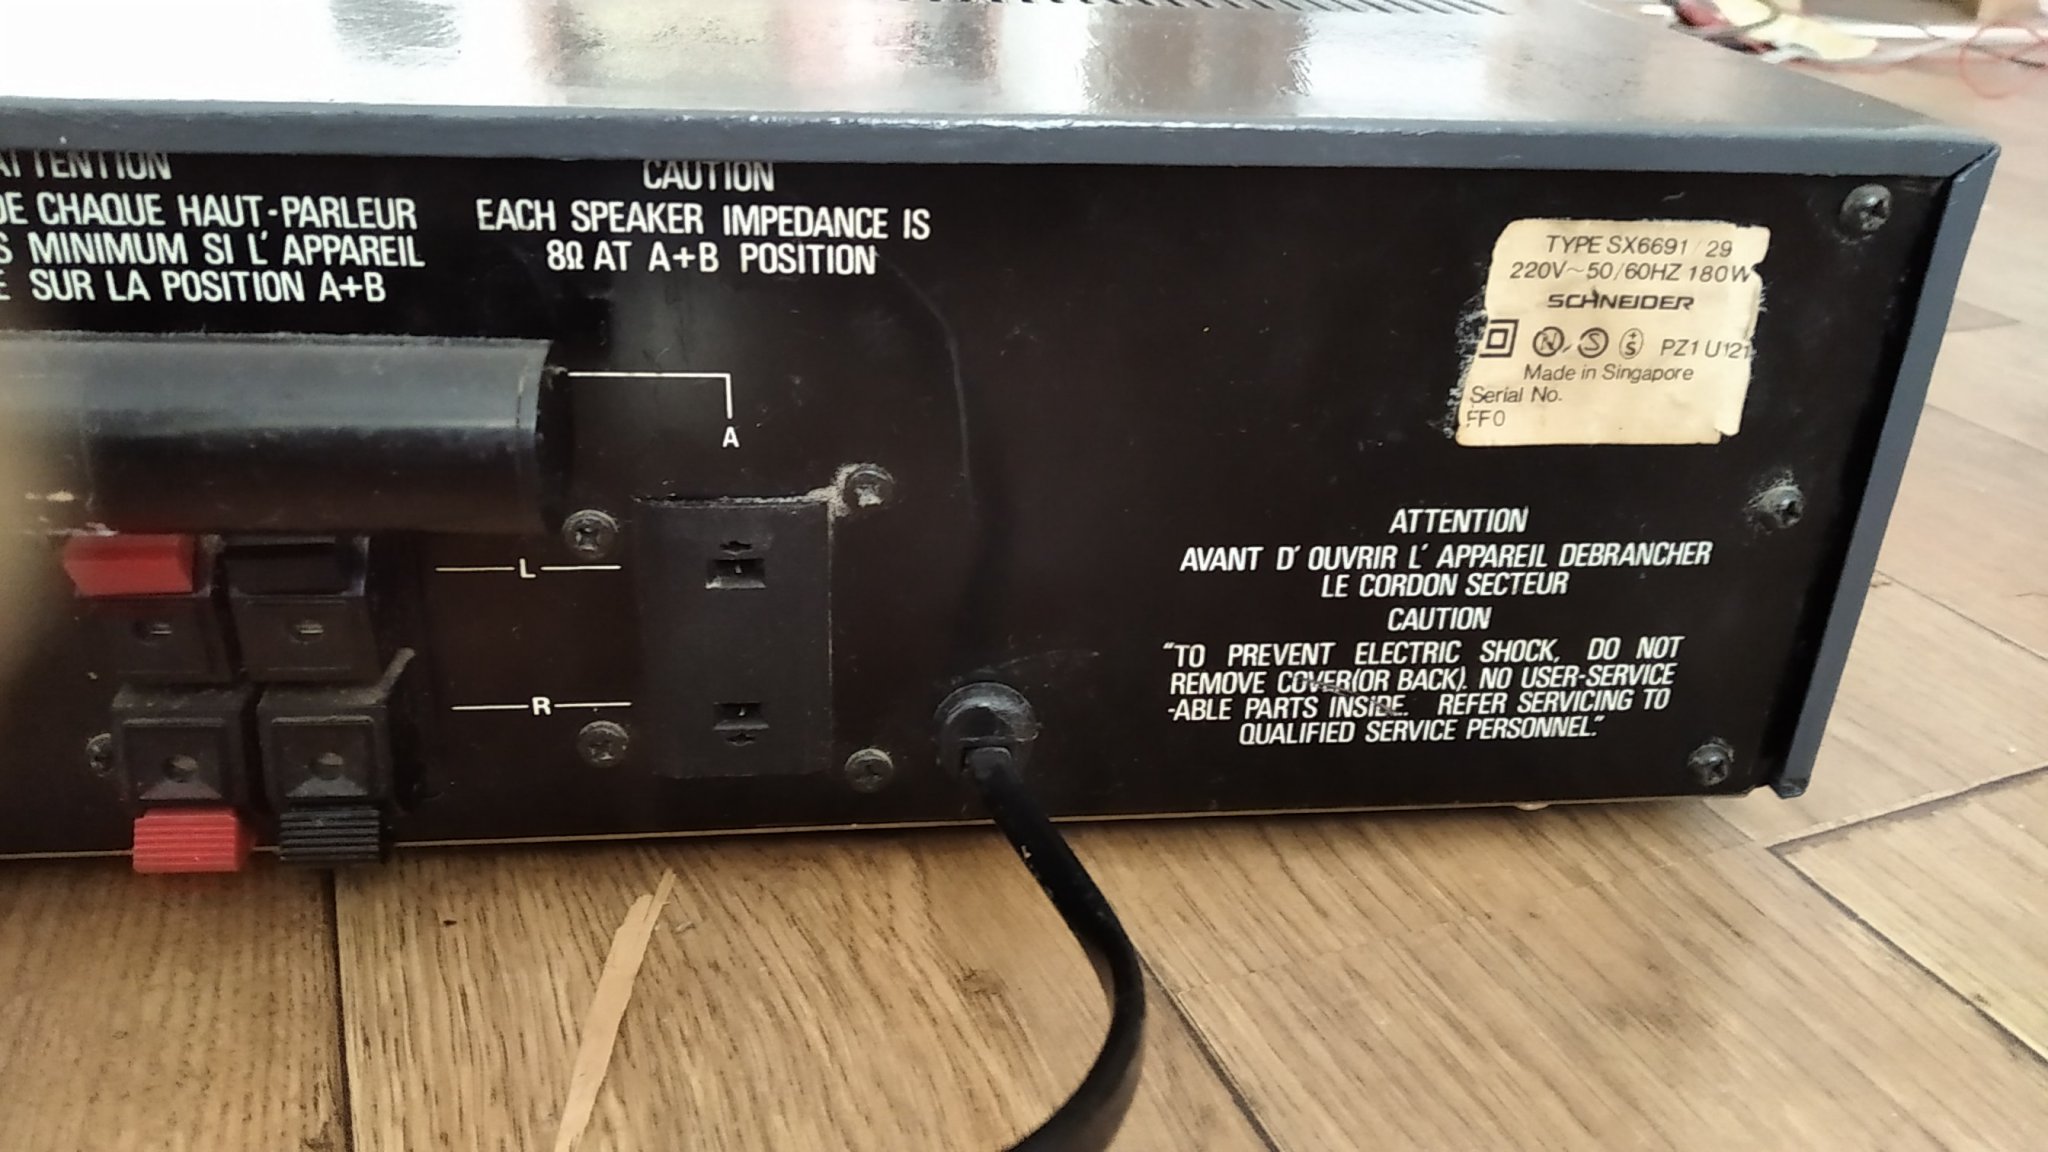 ATTENTION
DE CHAQUE HAUT-PARLEUR
S MINIMUM SI L' APPAREIL
E SUR LA POSITION A+B
CAUTION
EACH SPEAKER IMPEDANCE IS
8Ω AT A+B POSITION
A
L
R
TYPE SX6691/29
220V~50/60HZ 180W
SCHNEIDER
N S +S PZ1 U121
Made in Singapore
Serial No.
FF0
ATTENTION
AVANT D' OUVRIR L' APPAREIL DEBRANCHER
LE CORDON SECTEUR
CAUTION
"TO PREVENT ELECTRIC SHOCK, DO NOT
REMOVE COVER(OR BACK). NO USER-SERVICE
-ABLE PARTS INSIDE. REFER SERVICING TO
QUALIFIED SERVICE PERSONNEL."